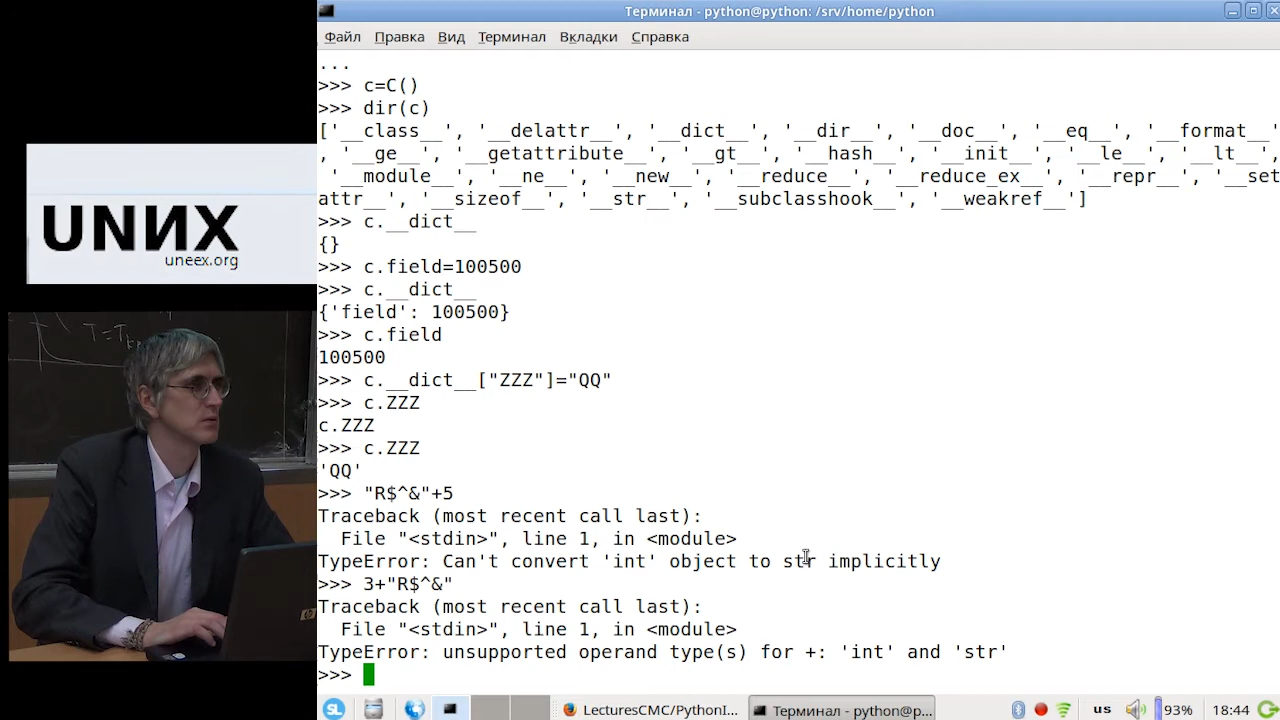 Терминал - python@python: /srv/home/python
Файл Правка Вид Терминал Вкладки Справка
...
>>> c=C()
>>> dir(c)
['__class__', '__delattr__', '__dict__', '__dir__', '__doc__', '__eq__', '__format__'
, '__ge__', '__getattribute__', '__gt__', '__hash__', '__init__', '__le__', '__lt__',
'__module__', '__ne__', '__new__', '__reduce__', '__reduce_ex__', '__repr__', '__set
attr__', '__sizeof__', '__str__', '__subclasshook__', '__weakref__']
>>> c.__dict__
{}
>>> c.field=100500
>>> c.__dict__
{'field': 100500}
>>> c.field
100500
>>> c.__dict__["ZZZ"]="QQ"
>>> c.ZZZ
c.ZZZ
>>> c.ZZZ
'QQ'
>>> "R$^&"+5
Traceback (most recent call last):
File "<stdin>", line 1, in <module>
TypeError: Can't convert 'int' object to str implicitly
>>> 3+"R$^&"
Traceback (most recent call last):
File "<stdin>", line 1, in <module>
TypeError: unsupported operand type(s) for +: 'int' and 'str'
>>>
UNИX
uneex.org
SL
LecturesCMC/PythonI...
Терминал - python@p...
us
93%
18:44